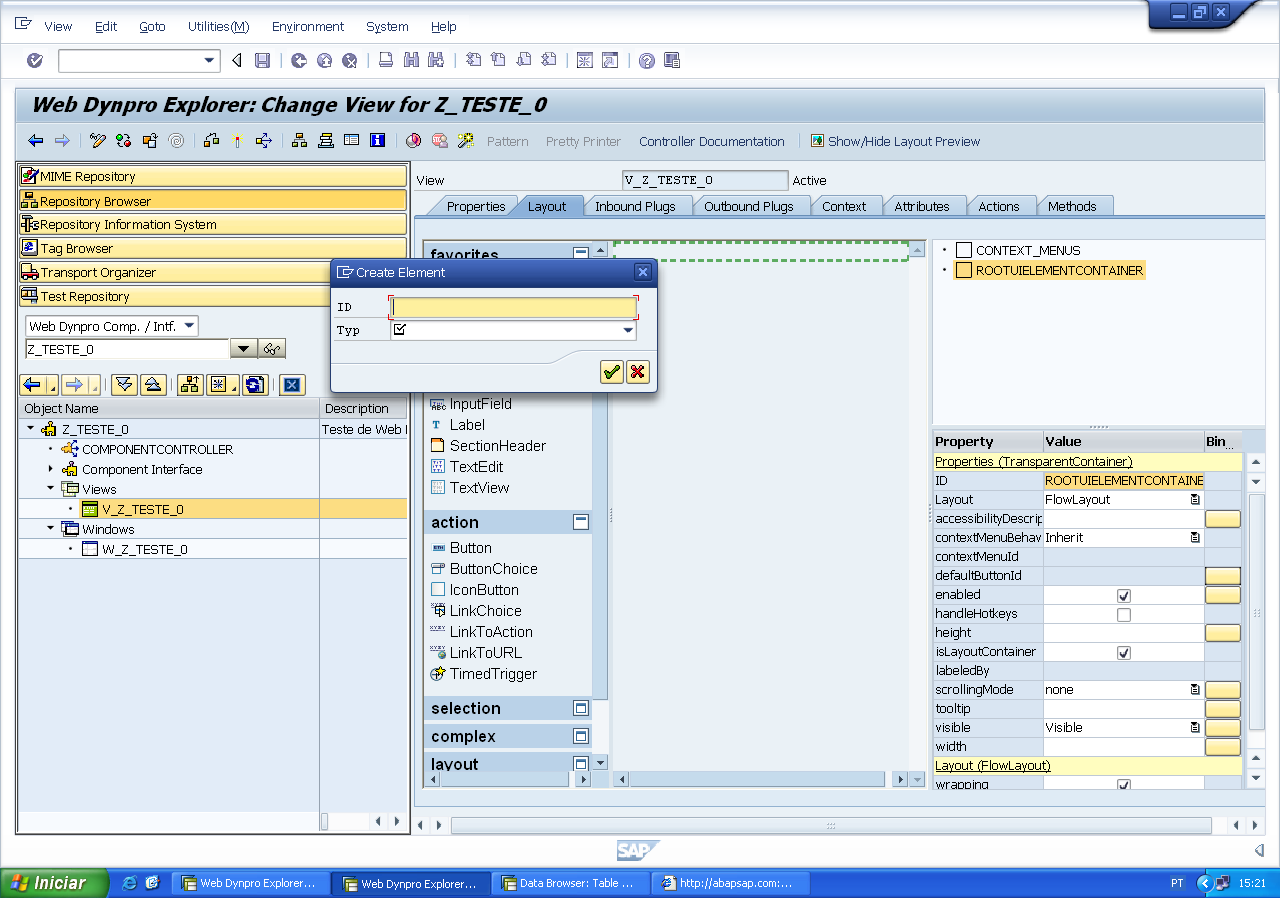 View Edit Goto Utilities(M) Environment System Help
Web Dynpro Explorer: Change View for Z_TESTE_0
Pattern Pretty Printer Controller Documentation Show/Hide Layout Preview
MIME Repository
Repository Browser
Repository Information System
Tag Browser
Transport Organizer
Test Repository
Web Dynpro Comp. / Intf.
Z_TESTE_0
Object Name Description
Z_TESTE_0 Teste de Web
COMPONENTCONTROLLER
Component Interface
Views
V_Z_TESTE_0
Windows
W_Z_TESTE_0
View V_Z_TESTE_0 Active
Properties Layout Inbound Plugs Outbound Plugs Context Attributes Actions Methods
favorites
Create Element
ID
Typ
InputField
Label
SectionHeader
TextEdit
TextView
action
Button
ButtonChoice
IconButton
LinkChoice
LinkToAction
LinkToURL
TimedTrigger
selection
complex
layout
CONTEXT_MENUS
ROOTUIELEMENTCONTAINER
Property Value Bin...
Properties (TransparentContainer)
ID ROOTUIELEMENTCONTAINE
Layout FlowLayout
accessibilityDescrip
contextMenuBehav Inherit
contextMenuId
defaultButtonId
enabled
handleHotkeys
height
isLayoutContainer
labeledBy
scrollingMode none
tooltip
visible Visible
width
Layout (FlowLayout)
wrapping
SAP
Iniciar Web Dynpro Explorer... Web Dynpro Explorer... Data Browser: Table ... http://abapsap.com:... PT 15:21